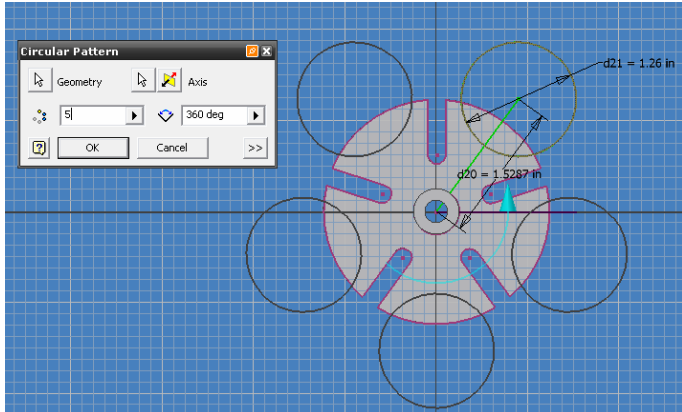 Circular Pattern
Geometry
Axis
5
360 deg
?
OK
Cancel
>>
d21 = 1.26 in
d20 = 1.5287 in